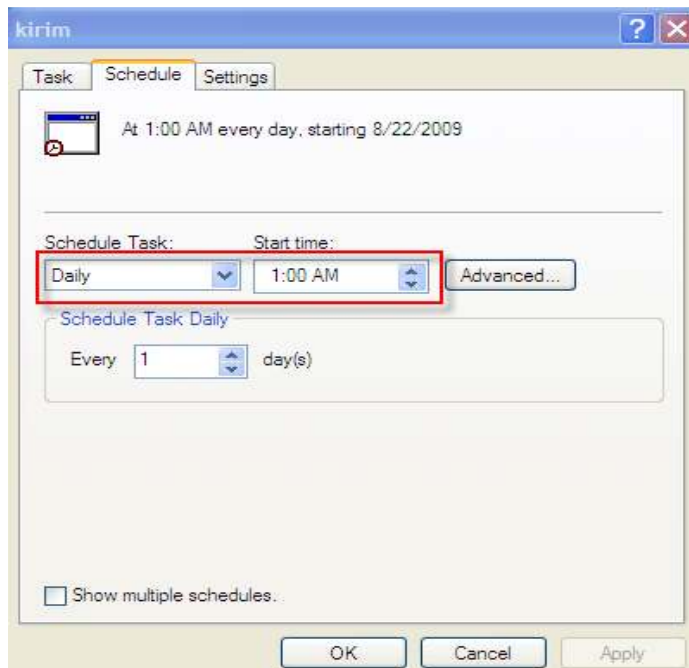 kirim
Task Schedule Settings
At 1:00 AM every day, starting 8/22/2009
Schedule Task: Start time:
Daily 1:00 AM Advanced...
Schedule Task Daily
Every 1 day(s)
Show multiple schedules.
OK Cancel Apply